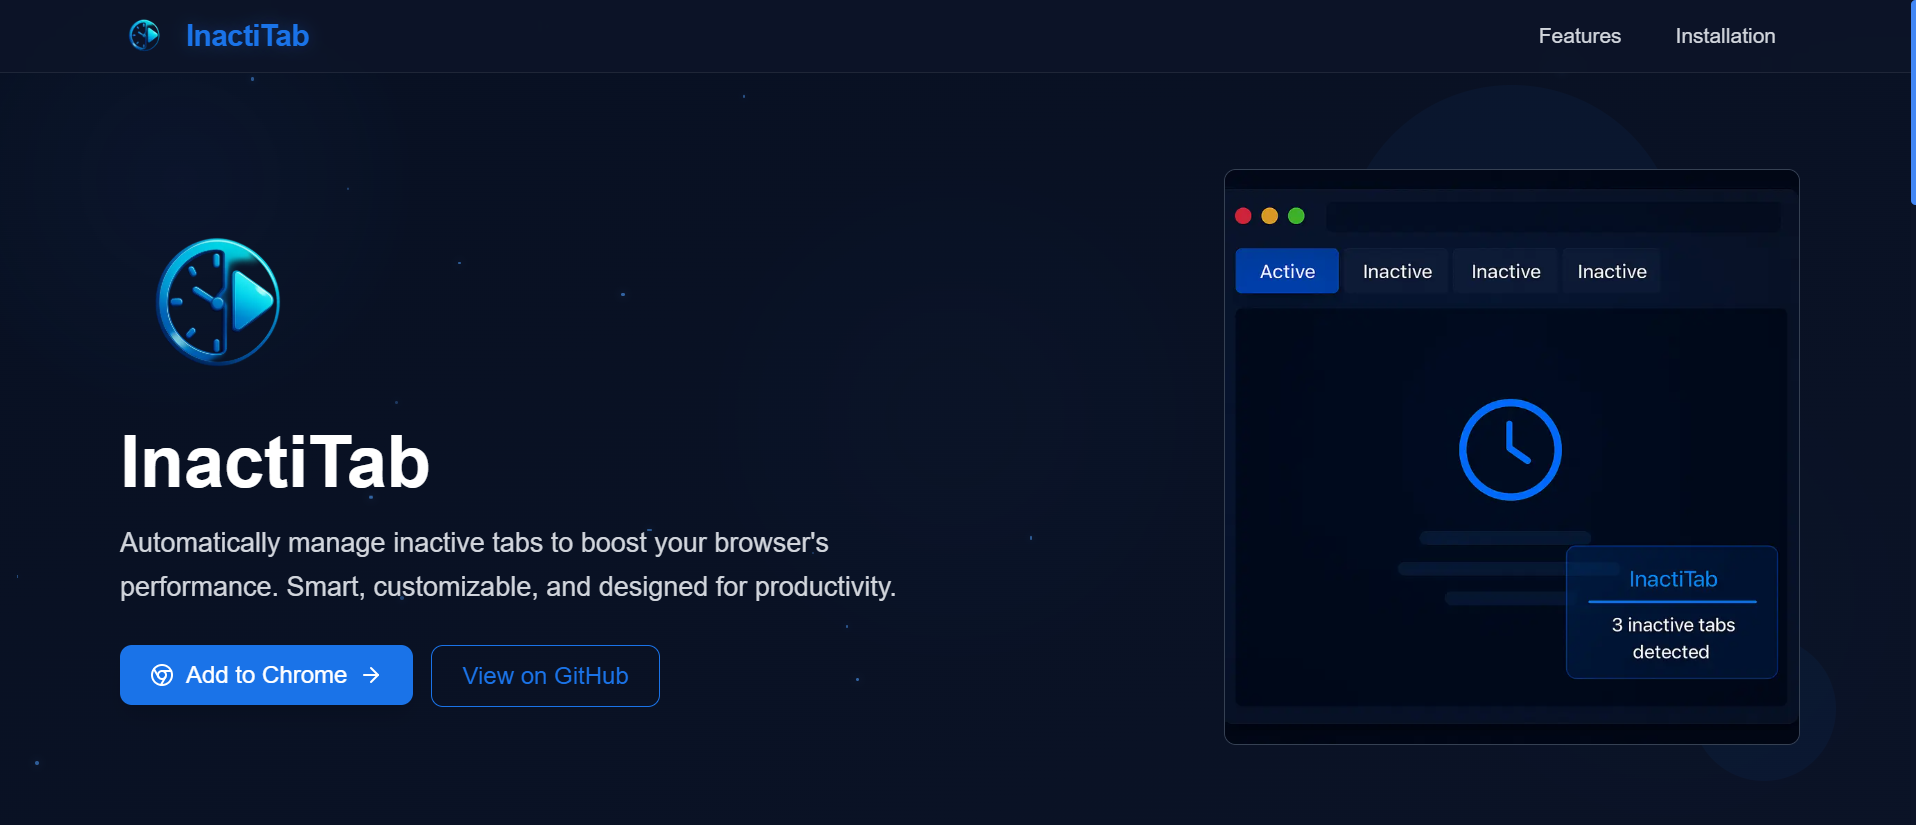 InactiTab
Features
Installation
InactiTab
Automatically manage inactive tabs to boost your browser's
performance. Smart, customizable, and designed for productivity.
Add to Chrome →
View on GitHub
Active
Inactive
Inactive
Inactive
InactiTab
3 inactive tabs
detected